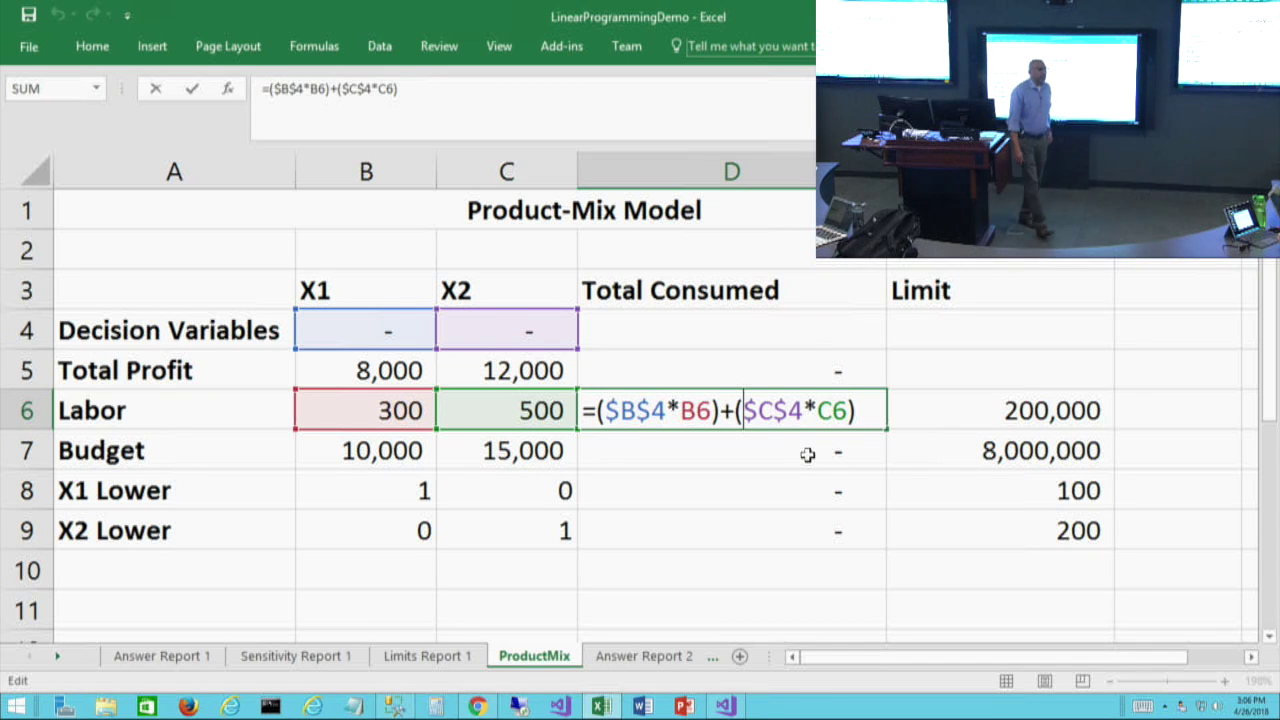 LinearProgrammingDemo - Excel
File Home Insert Page Layout Formulas Data Review View Add-ins Team Tell me what you want t
SUM =($B$4*B6)+($C$4*C6)
A B C D
1 Product-Mix Model
2
3 X1 X2 Total Consumed Limit
4 Decision Variables - -
5 Total Profit 8,000 12,000 -
6 Labor 300 500 =($B$4*B6)+($C$4*C6) 200,000
7 Budget 10,000 15,000 - 8,000,000
8 X1 Lower 1 0 - 100
9 X2 Lower 0 1 - 200
10
11
Answer Report 1 Sensitivity Report 1 Limits Report 1 ProductMix Answer Report 2 ...
Edit 198%
3:06 PM
4/26/2018